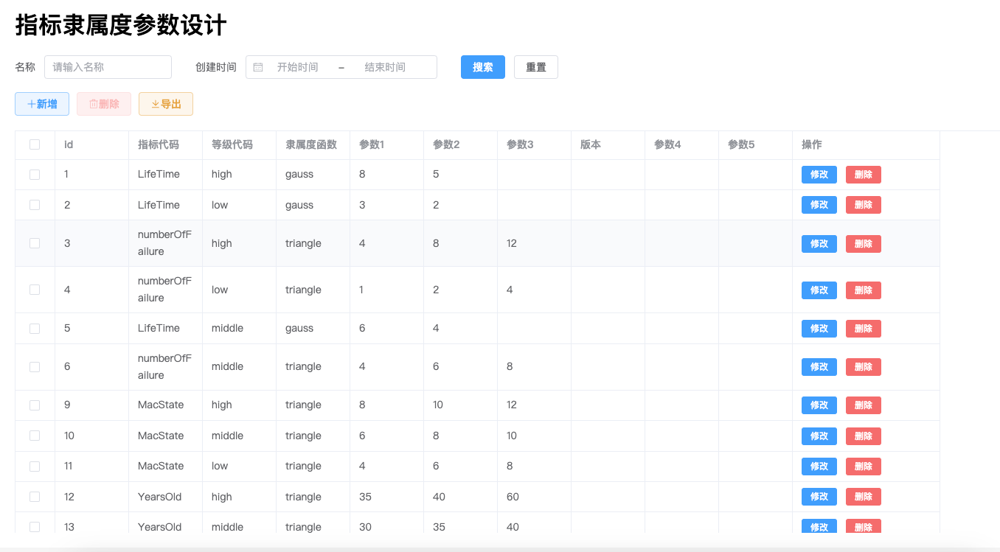 指标隶属度参数设计
名称 请输入名称 创建时间 开始时间 – 结束时间 搜索 重置
+新增 删除 导出
id 指标代码 等级代码 隶属度函数 参数1 参数2 参数3 版本 参数4 参数5 操作
1 LifeTime high gauss 8 5 修改 删除
2 LifeTime low gauss 3 2 修改 删除
3 numberOfF
ailure high triangle 4 8 12 修改 删除
4 numberOfF
ailure low triangle 1 2 4 修改 删除
5 LifeTime middle gauss 6 4 修改 删除
6 numberOfF
ailure middle triangle 4 6 8 修改 删除
9 MacState high triangle 8 10 12 修改 删除
10 MacState middle triangle 6 8 10 修改 删除
11 MacState low triangle 4 6 8 修改 删除
12 YearsOld high triangle 35 40 60 修改 删除
13 YearsOld middle triangle 30 35 40 修改 删除